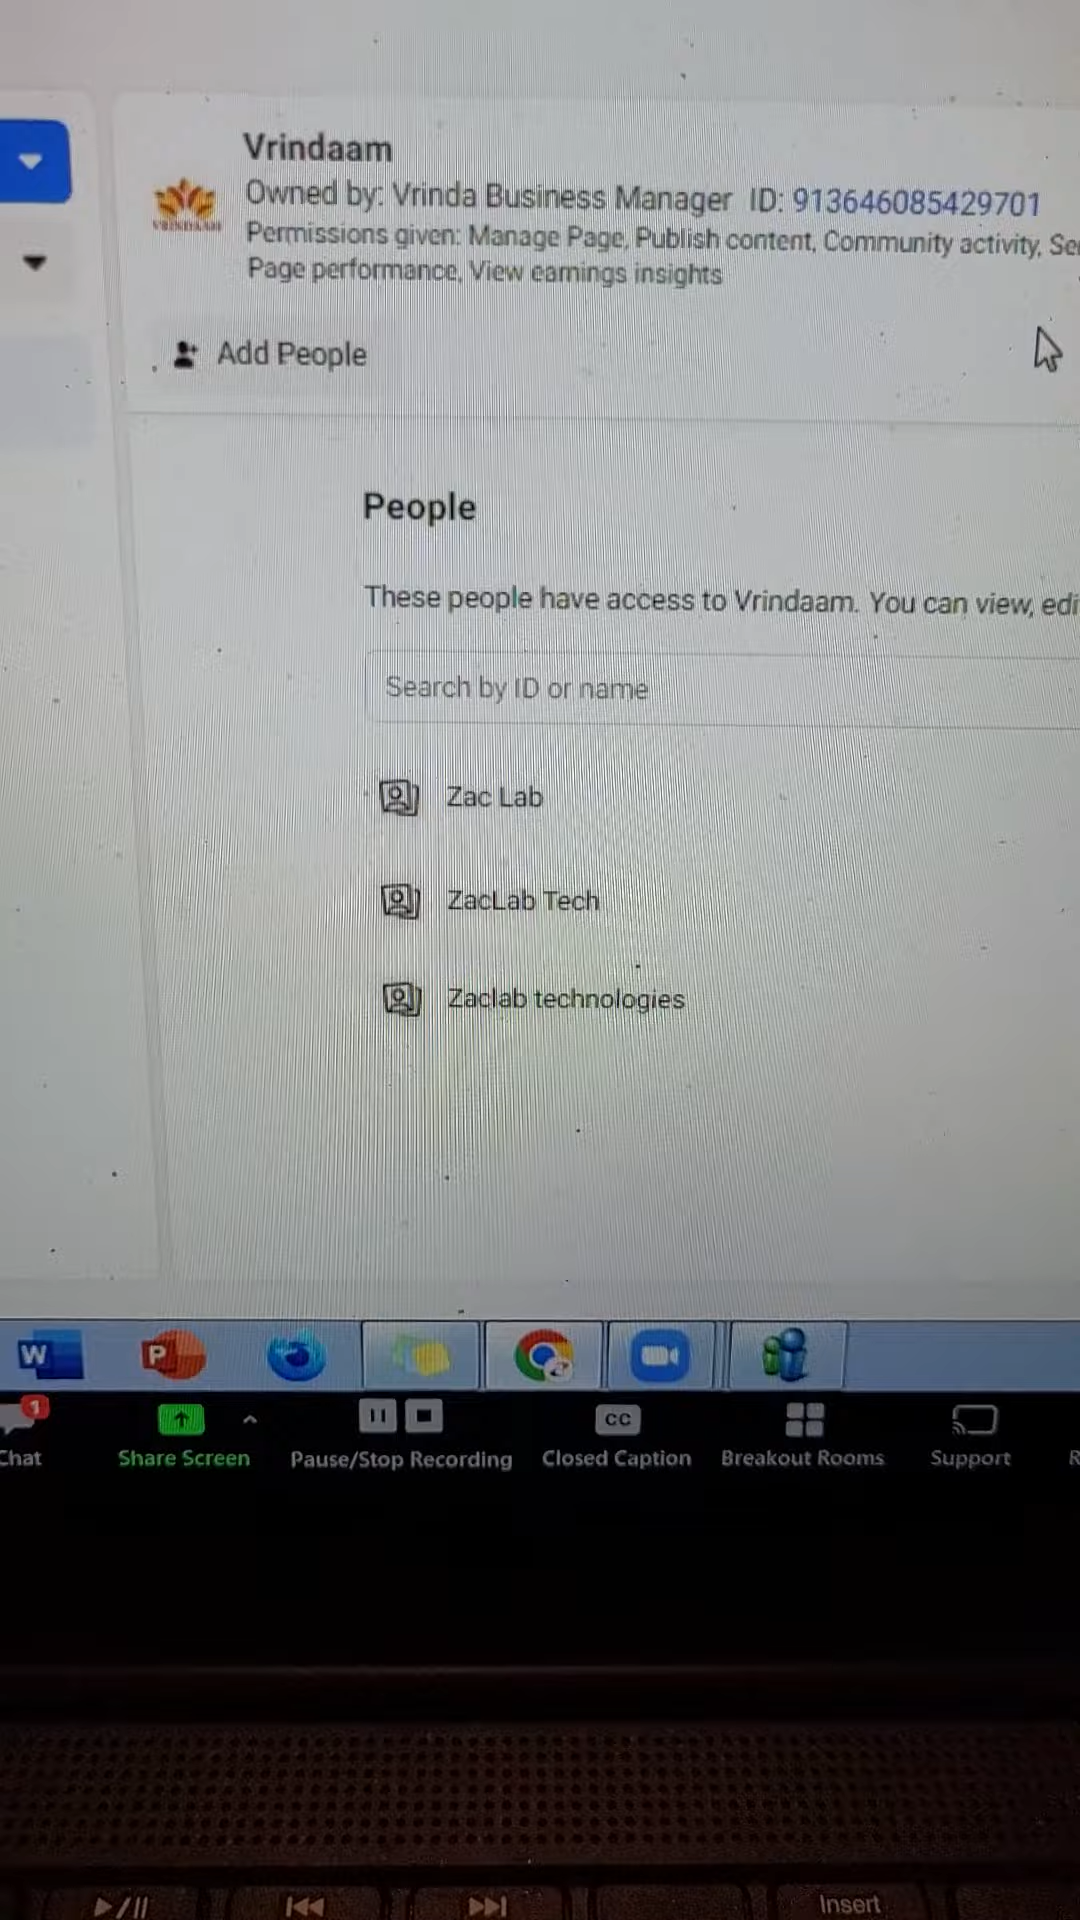 Vrindaam
Owned by: Vrinda Business Manager ID: 913646085429701
Permissions given: Manage Page, Publish content, Community activity,
Page performance, View earnings insights
VRINDAAM
Add People
People
These people have access to Vrindaam. You can view, edi
Search by ID or name
Zac Lab
ZacLab Tech
Zaclab technologies
W
P
1
CC
Chat
Share Screen
Pause/Stop Recording
Closed Caption
Breakout Rooms
Support
R
Insert